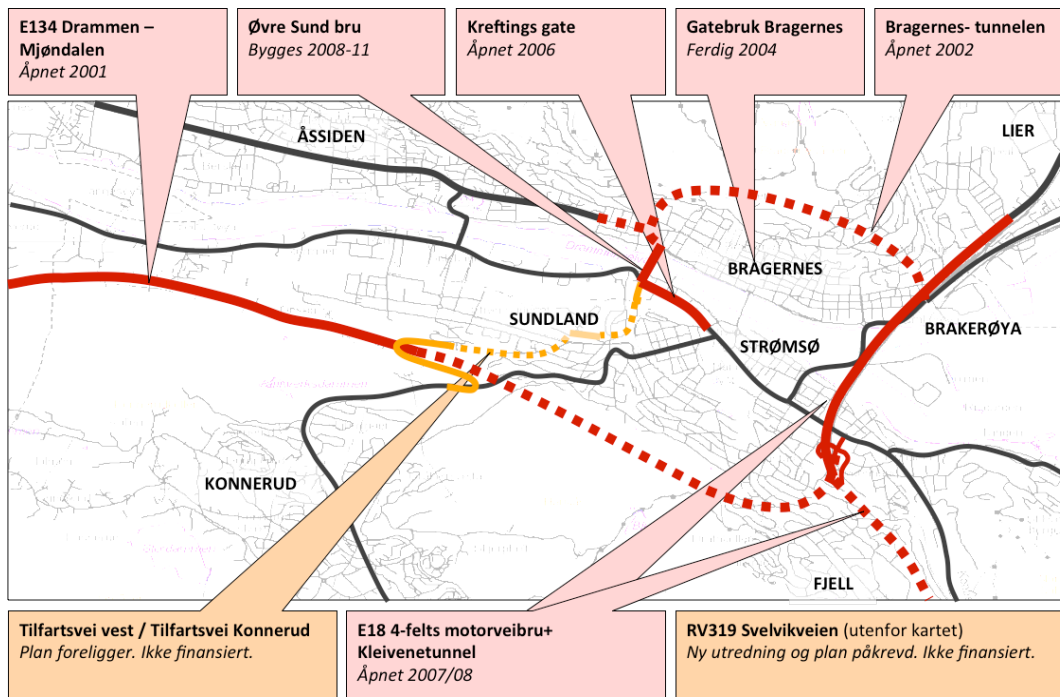 E134 Drammen –
Mjøndalen
Åpnet 2001
Øvre Sund bru
Bygges 2008-11
Kreftings gate
Åpnet 2006
Gatebruk Bragernes
Ferdig 2004
Bragernes- tunnelen
Åpnet 2002
ÅSSIDEN
LIER
BRAGERNES
SUNDLAND
BRAKERØYA
STRØMSØ
KONNERUD
FJELL
Tilfartsvei vest / Tilfartsvei Konnerud
Plan foreligger. Ikke finansiert.
E18 4-felts motorveibru+
Kleivenetunnel
Åpnet 2007/08
RV319 Svelvikveien (utenfor kartet)
Ny utredning og plan påkrevd. Ikke finansiert.